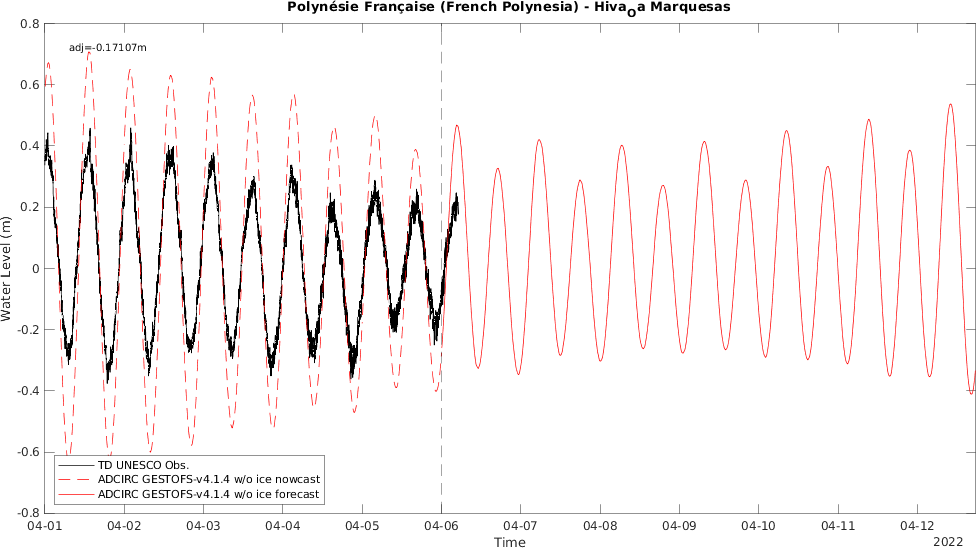 Polynésie Française (French Polynesia) - Hiva_Oa Marquesas
adj=-0.17107m
0.8
0.6
0.4
0.2
0
-0.2
-0.4
-0.6
-0.8
Water Level (m)
TD UNESCO Obs.
ADCIRC GESTOFS-v4.1.4 w/o ice nowcast
ADCIRC GESTOFS-v4.1.4 w/o ice forecast
04-01 04-02 04-03 04-04 04-05 04-06 04-07 04-08 04-09 04-10 04-11 04-12
Time
2022